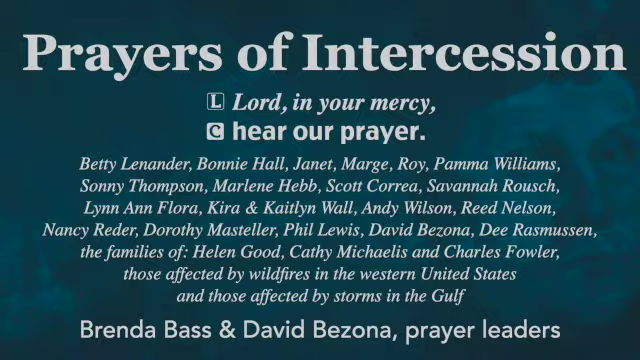 Prayers of Intercession
L Lord, in your mercy,
C hear our prayer.
Betty Lenander, Bonnie Hall, Janet, Marge, Roy, Pamma Williams,
Sonny Thompson, Marlene Hebb, Scott Correa, Savannah Rousch,
Lynn Ann Flora, Kira & Kaitlyn Wall, Andy Wilson, Reed Nelson,
Nancy Reder, Dorothy Masteller, Phil Lewis, David Bezona, Dee Rasmussen,
the families of: Helen Good, Cathy Michaelis and Charles Fowler,
those affected by wildfires in the western United States
and those affected by storms in the Gulf
Brenda Bass & David Bezona, prayer leaders